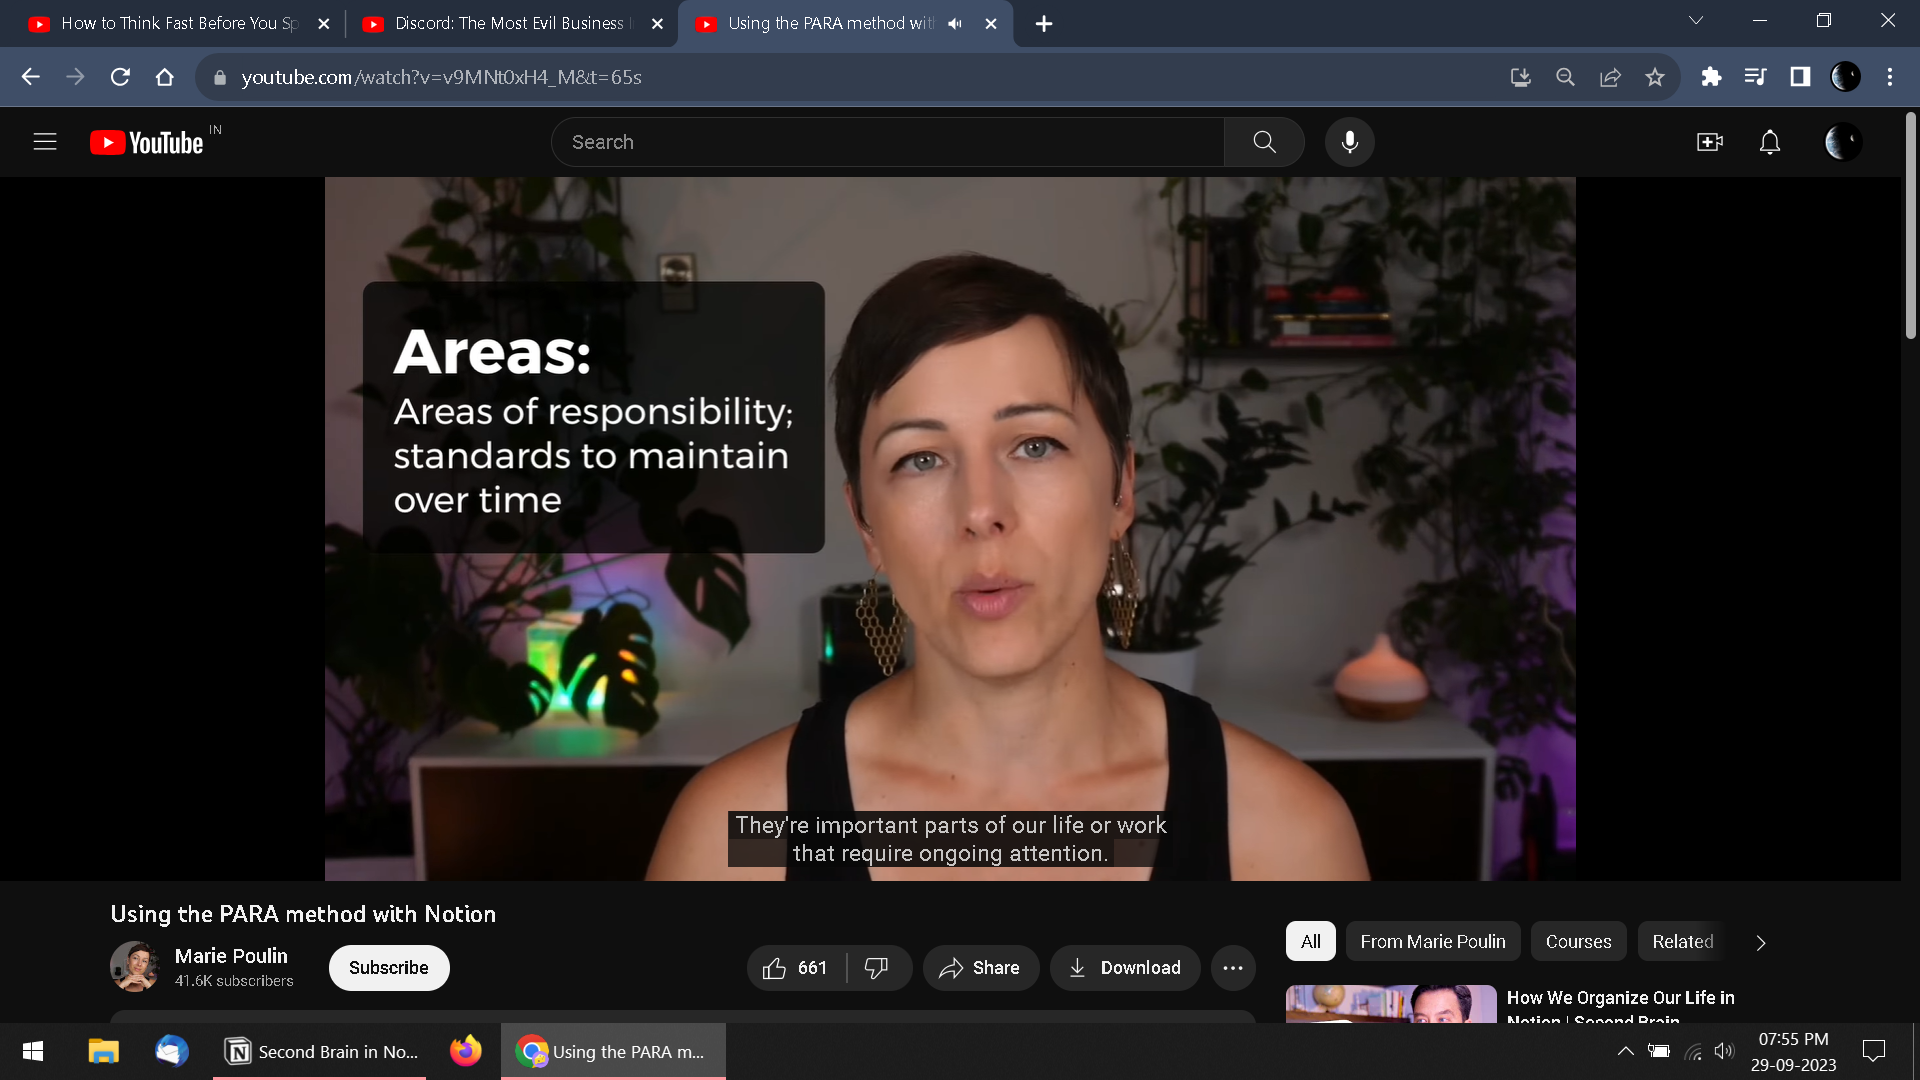 How to Think Fast Before You Sp
Discord: The Most Evil Business
Using the PARA method wit
youtube.com/watch?v=v9MNt0xH4_M&t=65s
YouTube IN
Search
Areas:
Areas of responsibility;
standards to maintain
over time
They're important parts of our life or work
that require ongoing attention.
Using the PARA method with Notion
Marie Poulin
41.6K subscribers
Subscribe
661
Share
Download
All
From Marie Poulin
Courses
Related
How We Organize Our Life in
Notion | Second Brain
Second Brain in No...
Using the PARA m...
07:55 PM
29-09-2023